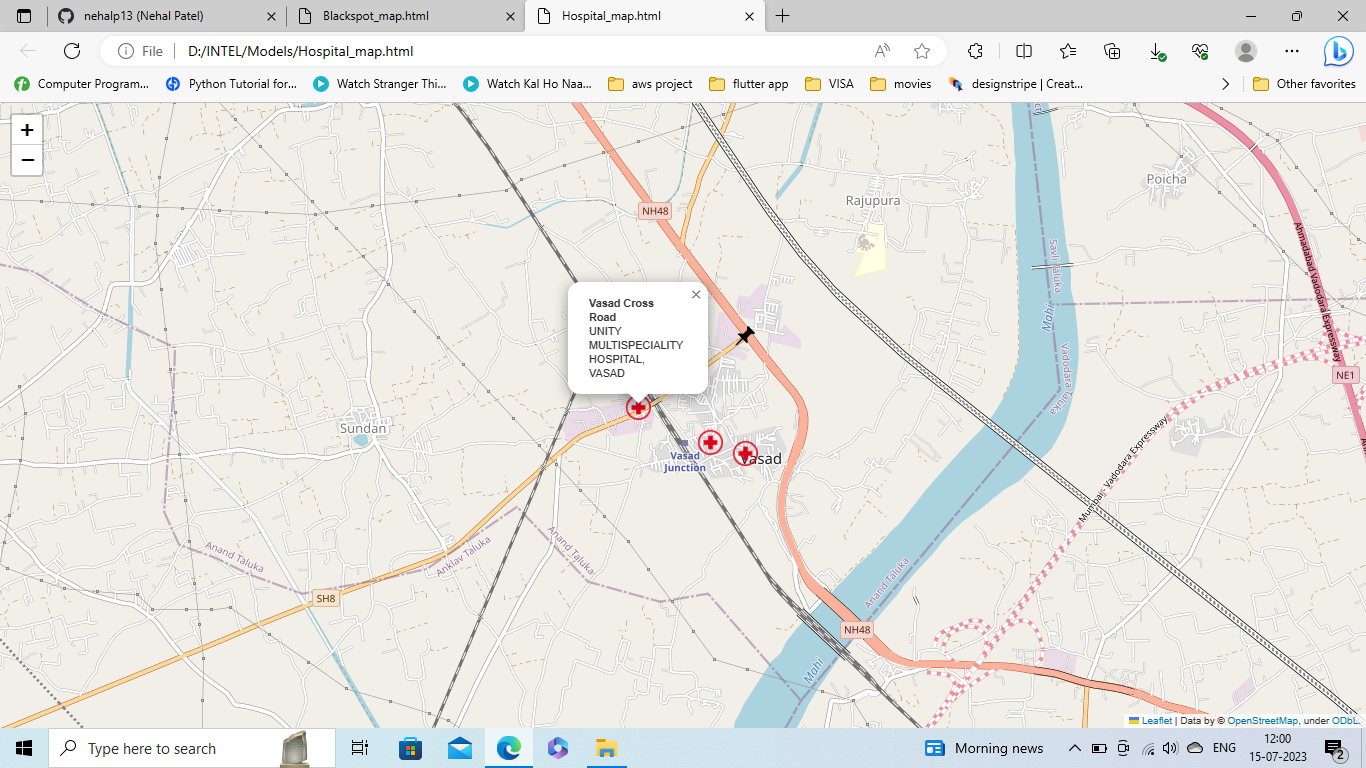 nehalp13 (Nehal Patel)
Blackspot_map.html
Hospital_map.html
File
D:/INTEL/Models/Hospital_map.html
Computer Program...
Python Tutorial for...
Watch Stranger Thi...
Watch Kal Ho Naa...
aws project
flutter app
VISA
movies
designstripe | Creat...
Other favorites
+
−
Poicha
Rajupura
NH48
Ahmadabad Vadodara Expressway
Savli Taluka
Mahi
Vadodara Taluka
Vasad Cross
Road
UNITY
MULTISPECIALITY
HOSPITAL,
VASAD
NE1
Sundan
Vasad
Junction
Vasad
Mumbai - Vadodara Expressway
Anand Taluka
Anklav Taluka
Anand Taluka
Anand Taluka
SH8
NH48
Mahi
Leaflet | Data by © OpenStreetMap, under ODbL.
Type here to search
Morning news
ENG
12:00
15-07-2023
2